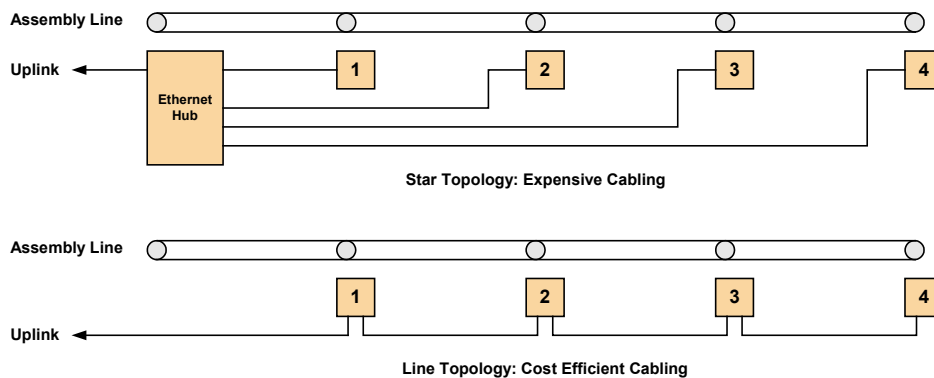 Assembly Line
Uplink
Ethernet
Hub
1
2
3
4
Star Topology: Expensive Cabling
Assembly Line
1
2
3
4
Uplink
Line Topology: Cost Efficient Cabling